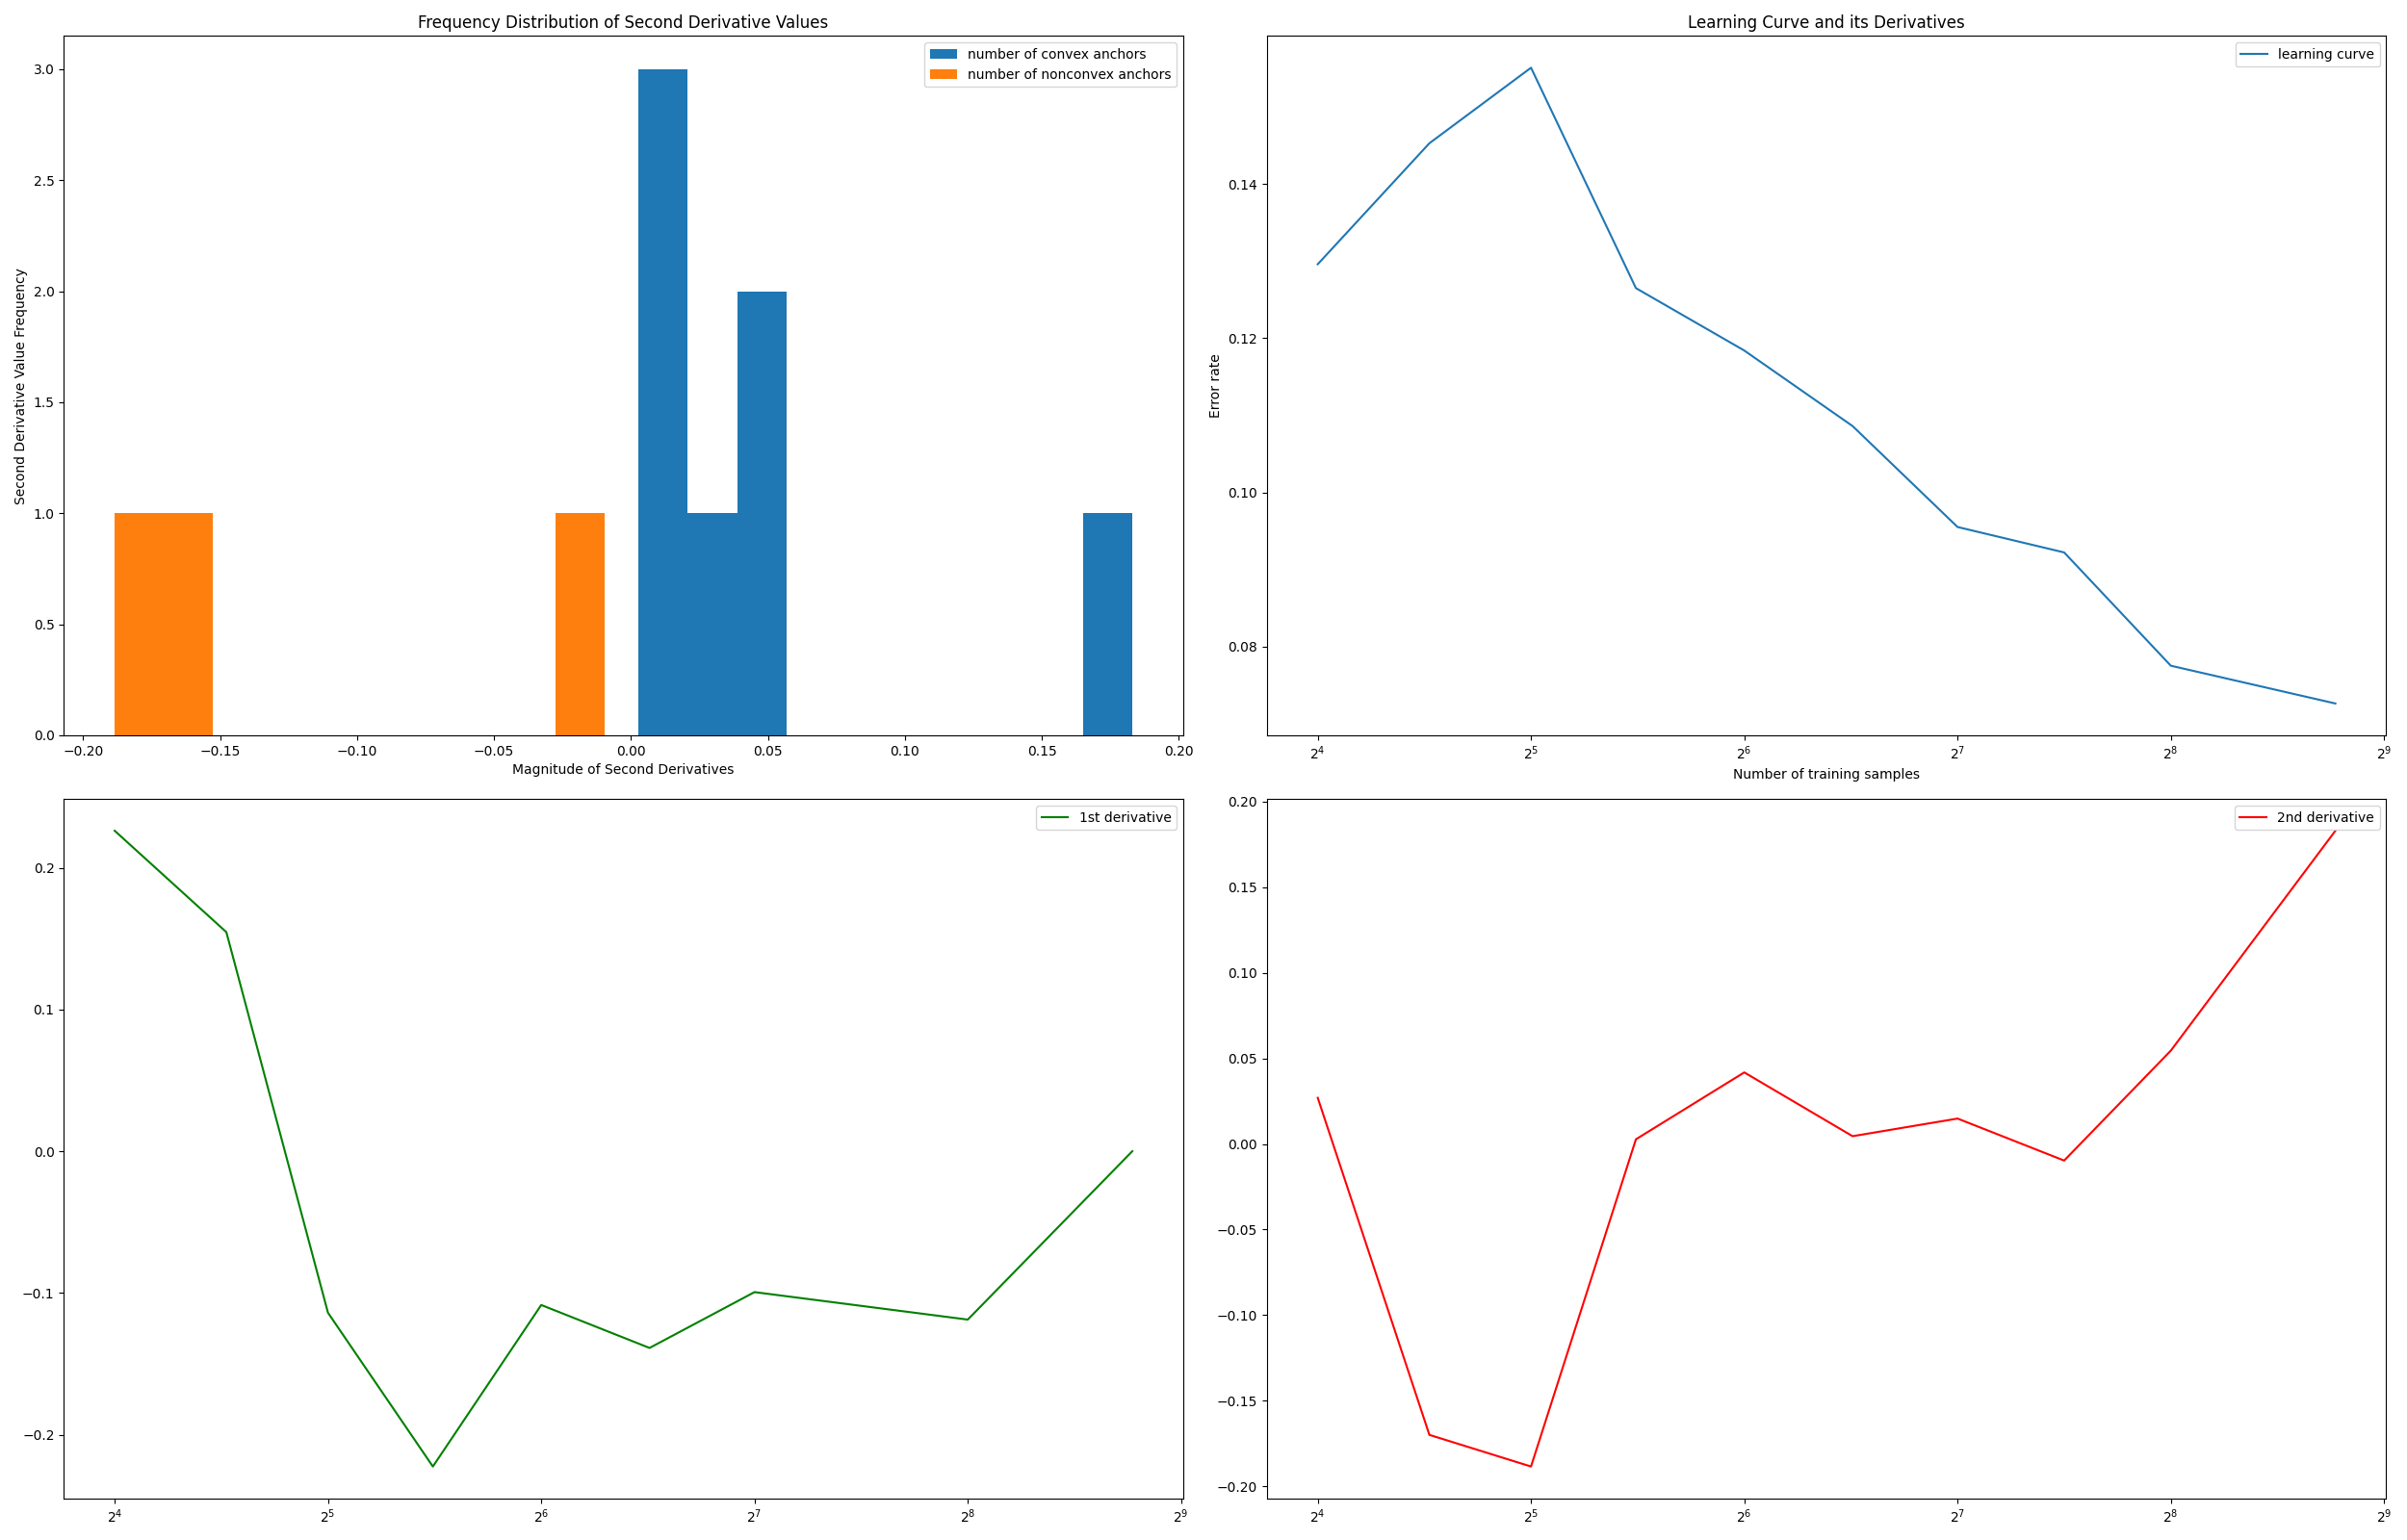 Frequency Distribution of Second Derivative Values
number of convex anchors
number of nonconvex anchors
Second Derivative Value Frequency
3.0
2.5
2.0
1.5
1.0
0.5
0.0
−0.20 −0.15 −0.10 −0.05 0.00 0.05 0.10 0.15 0.20
Magnitude of Second Derivatives
Learning Curve and its Derivatives
learning curve
Error rate
0.14
0.12
0.10
0.08
2⁴ 2⁵ 2⁶ 2⁷ 2⁸ 2⁹
Number of training samples
1st derivative
0.2
0.1
0.0
−0.1
−0.2
2⁴ 2⁵ 2⁶ 2⁷ 2⁸ 2⁹
2nd derivative
0.20
0.15
0.10
0.05
0.00
−0.05
−0.10
−0.15
−0.20
2⁴ 2⁵ 2⁶ 2⁷ 2⁸ 2⁹